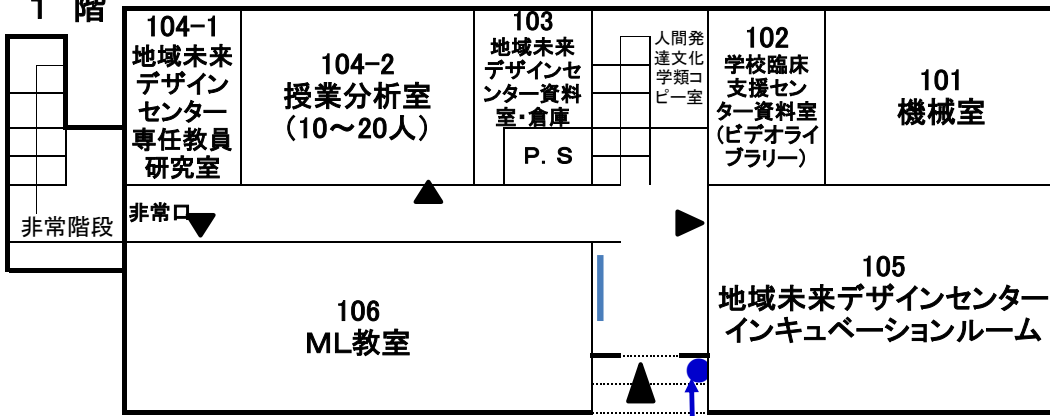 1 階
104-1
地域未来
デザイン
センター
専任教員
研究室
104-2
授業分析室
(10～20人)
103
地域未来
デザインセ
ンター資料
室・倉庫
P. S
人間発
達文化
学類コ
ピー室
102
学校臨床
支援セン
ター資料室
(ビデオライ
ブラリー)
101
機械室
非常階段
非常口
106
ML教室
105
地域未来デザインセンター
インキュベーションルーム